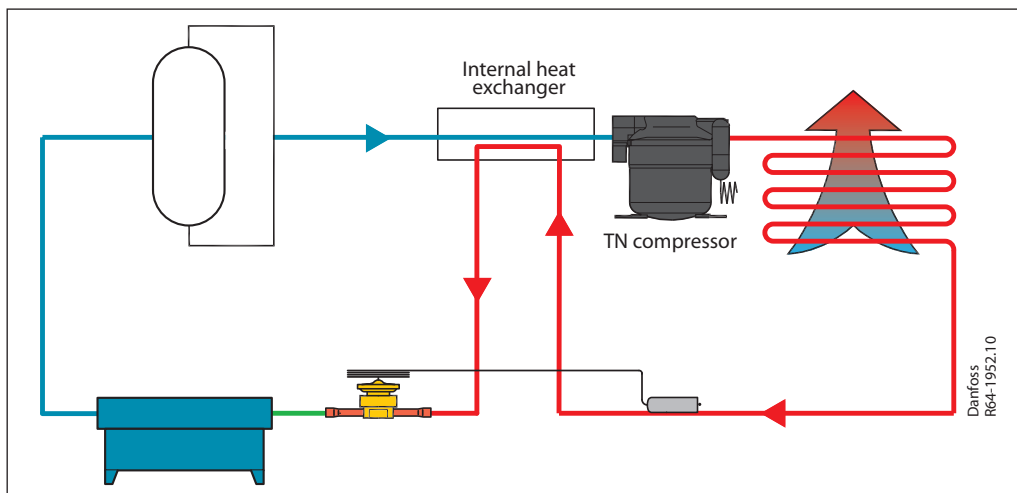 Internal heat
exchanger
TN compressor
Danfoss
R64-1952.10